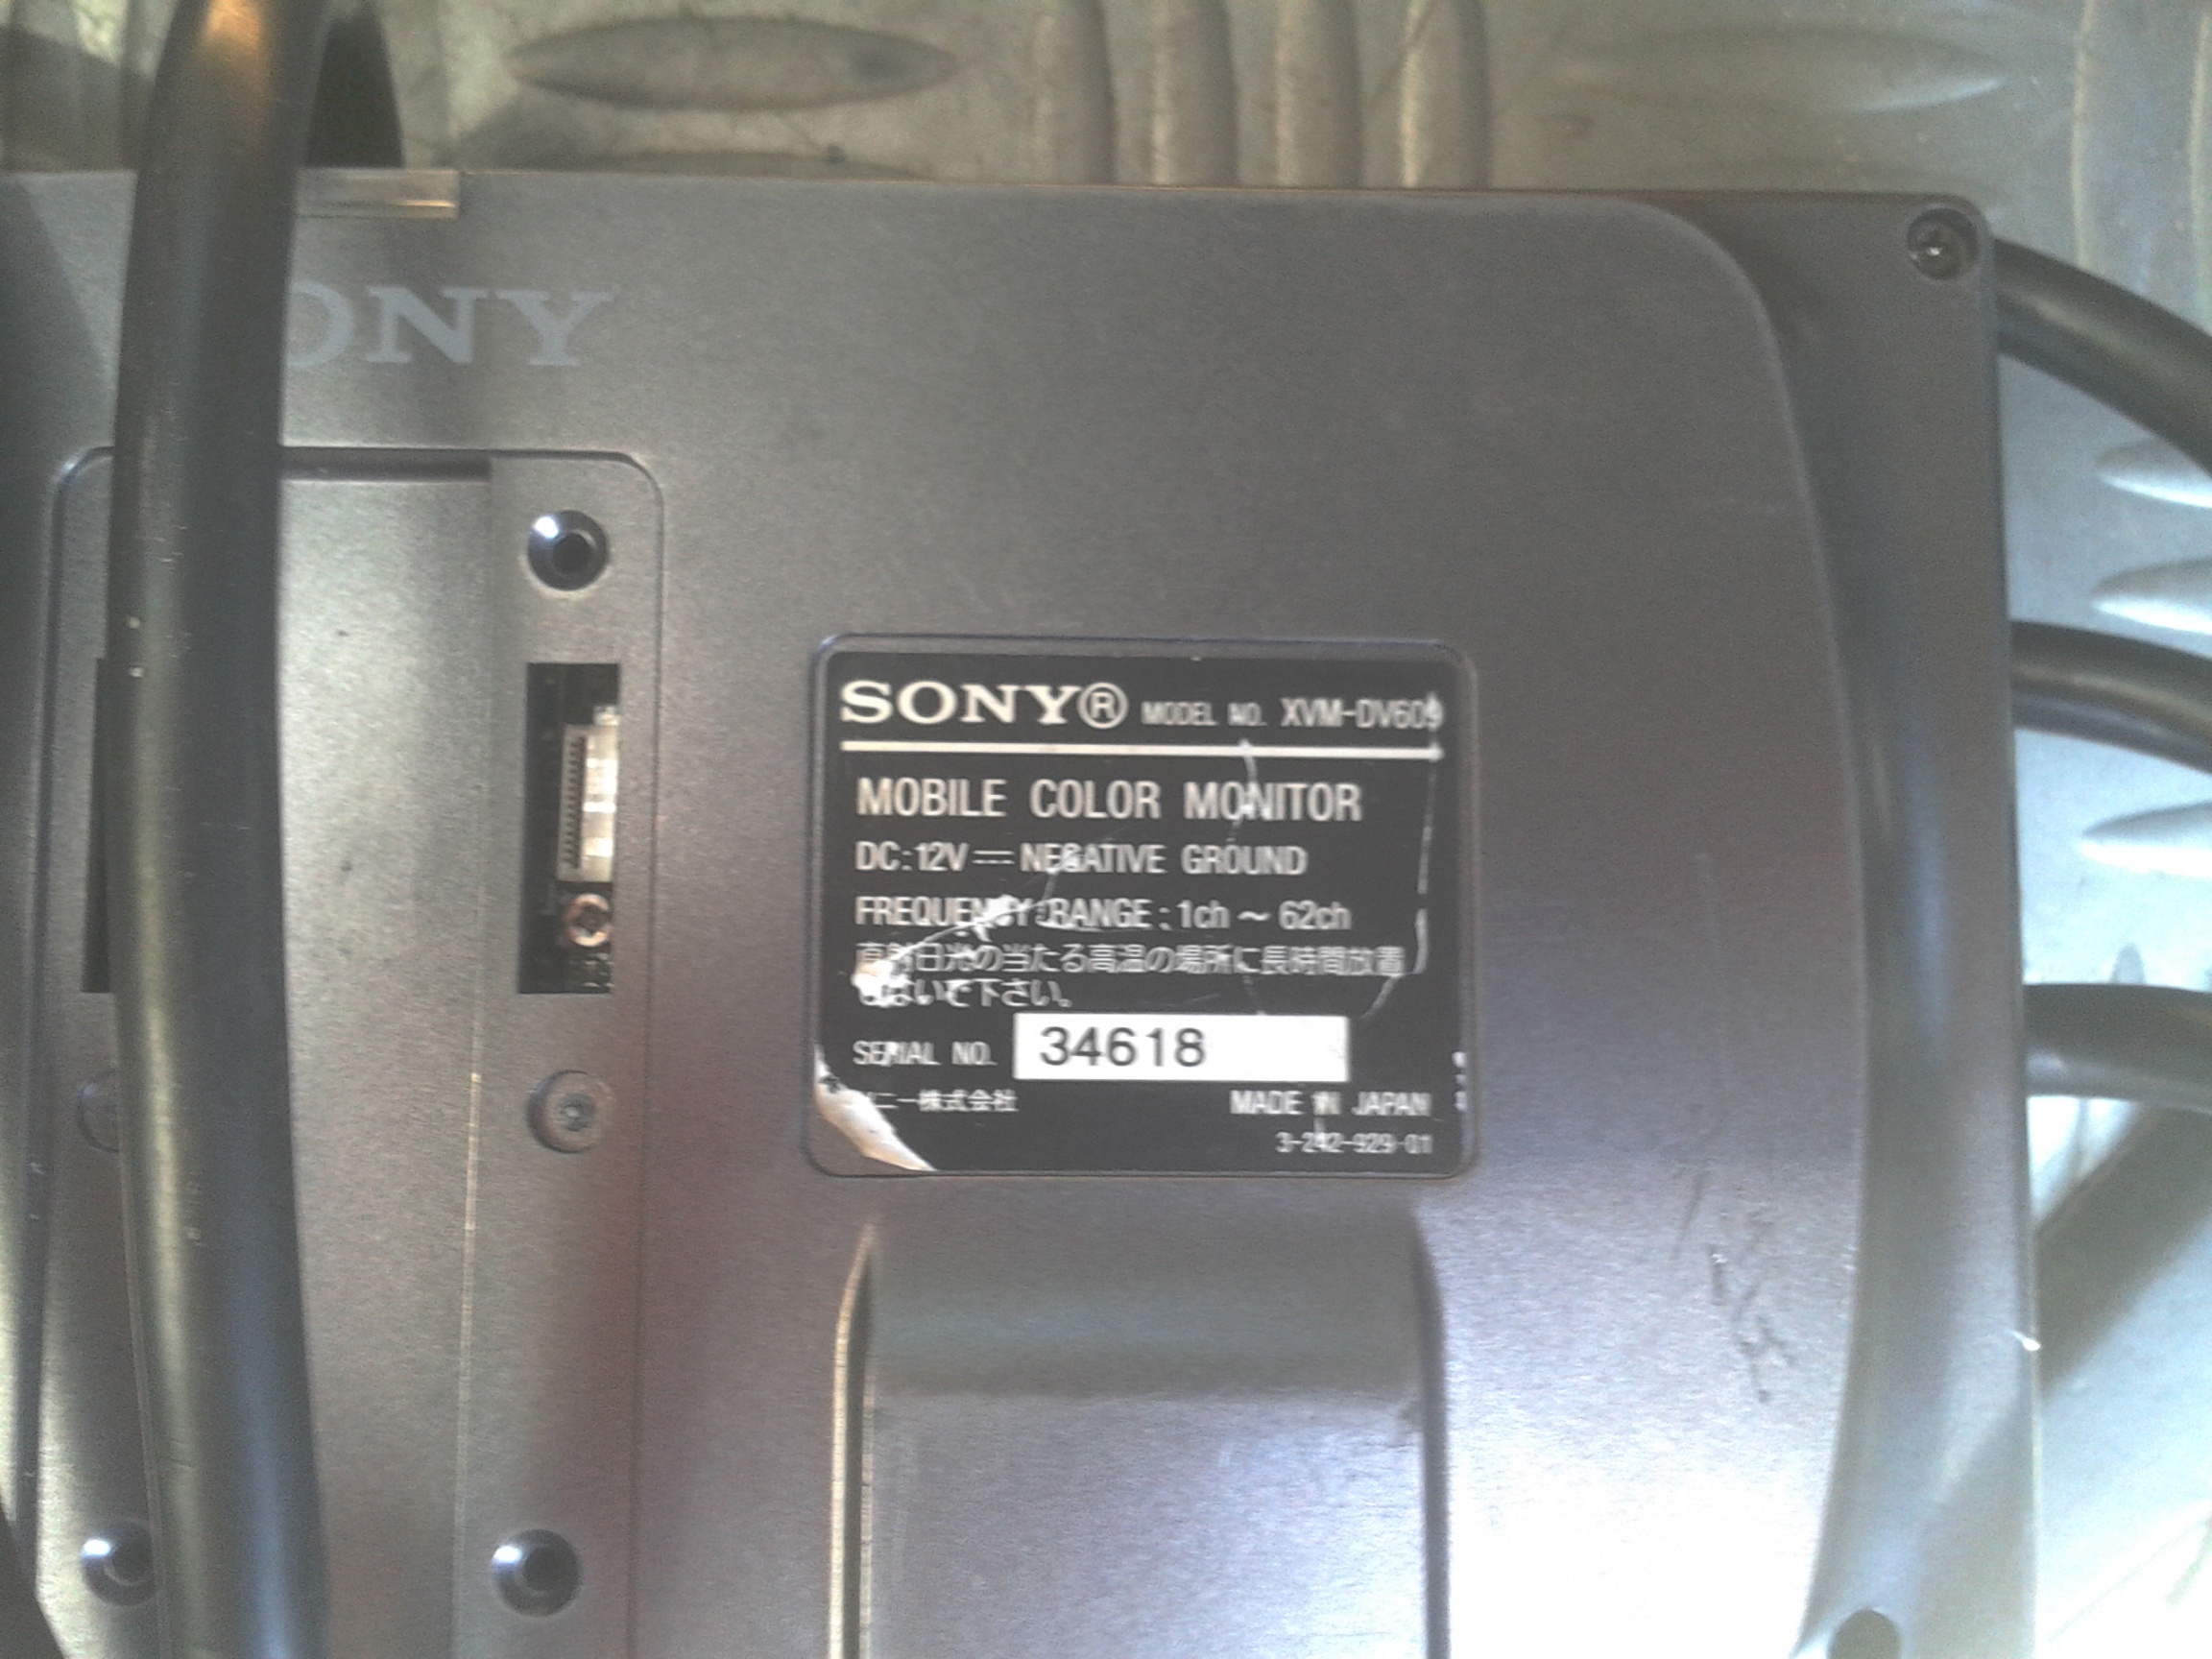 ONY
SONY® MODEL NO. XVM-DV609
MOBILE COLOR MONITOR
DC:12V⎓NEGATIVE GROUND
FREQUENCY RANGE:1ch ~ 62ch
直射日光の当たる高温の場所に長時間放置
しないで下さい。
SERIAL NO. 34618
ソニー株式会社 MADE IN JAPAN
3-242-929-01